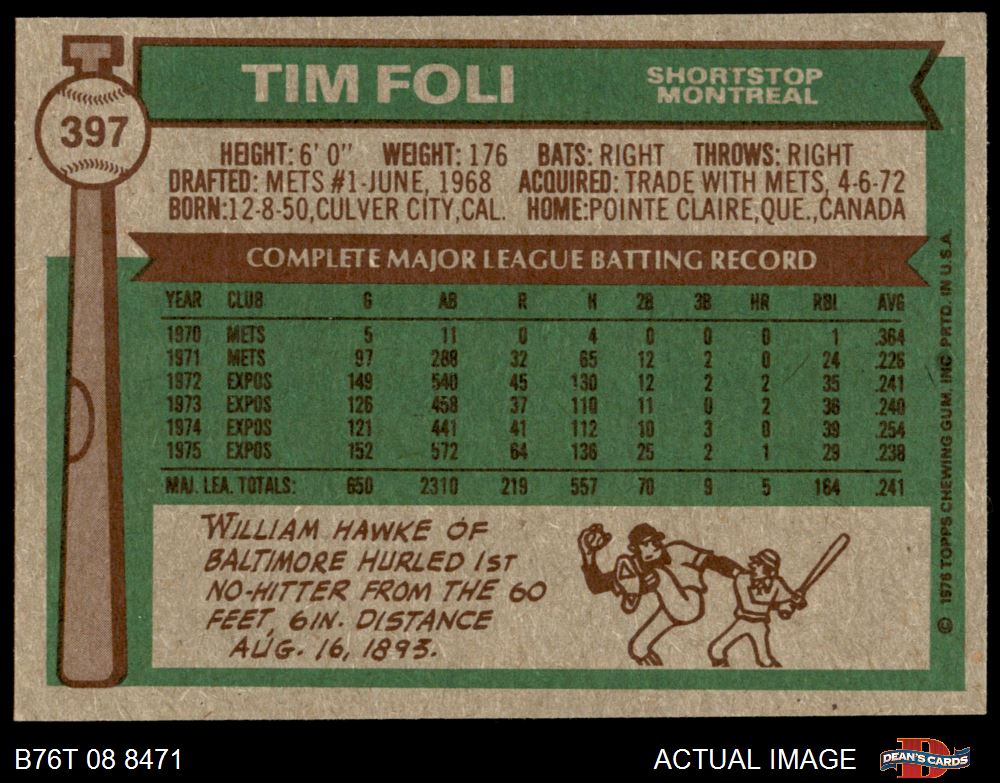 TIM FOLI
SHORTSTOP
MONTREAL
397
HEIGHT: 6' 0" WEIGHT: 176 BATS: RIGHT THROWS: RIGHT
DRAFTED: METS #1-JUNE, 1968 ACQUIRED: TRADE WITH METS, 4-6-72
BORN:12-8-50,CULVER CITY,CAL. HOME:POINTE CLAIRE,QUE.,CANADA
COMPLETE MAJOR LEAGUE BATTING RECORD
YEAR CLUB G AB R H 2B 3B HR RBI AVG
1970 METS 5 11 0 4 0 0 0 1 .364
1971 METS 97 288 32 65 12 2 0 24 .226
1972 EXPOS 149 540 45 130 12 2 2 35 .241
1973 EXPOS 126 458 37 110 11 0 2 36 .240
1974 EXPOS 121 441 41 112 10 3 0 39 .254
1975 EXPOS 152 572 64 136 25 2 1 29 .238
MAJ. LEA. TOTALS: 650 2310 219 557 70 9 5 164 .241
WILLIAM HAWKE OF
BALTIMORE HURLED 1ST
NO-HITTER FROM THE 60
FEET, 6IN. DISTANCE
AUG. 16, 1893.
© 1976 TOPPS CHEWING GUM, INC. PRTD. IN U.S.A.
B76T 08 8471
ACTUAL IMAGE
DEAN'S CARDS